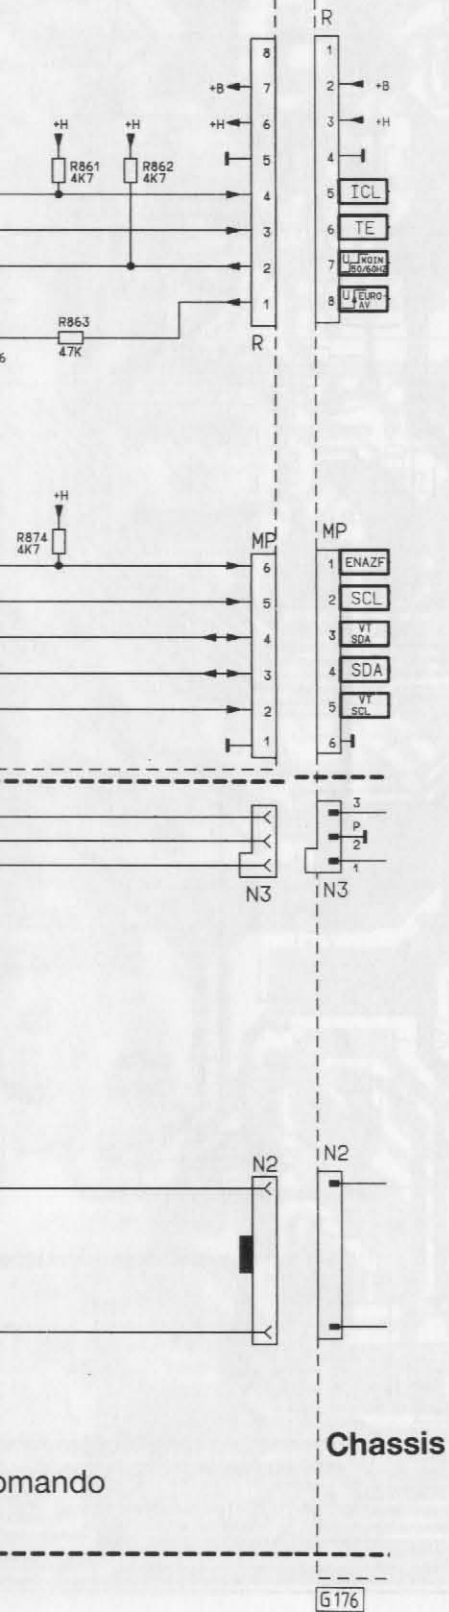 R
8
1
+B
7
2
+B
+H
+H
+H
6
3
+H
R861
4K7
R862
4K7
5
4
4
5
ICL
3
6
TE
2
7
U KOIN
50/60HZ
1
8
U EURO-
AV
R863
47K
R
6
+H
R874
4K7
MP
MP
6
1
ENAZF
5
2
SCL
4
3
VT
SDA
3
4
SDA
2
5
VT
SCL
1
6
3
P
2
1
N3
N3
N2
N2
Chassis
omando
G176